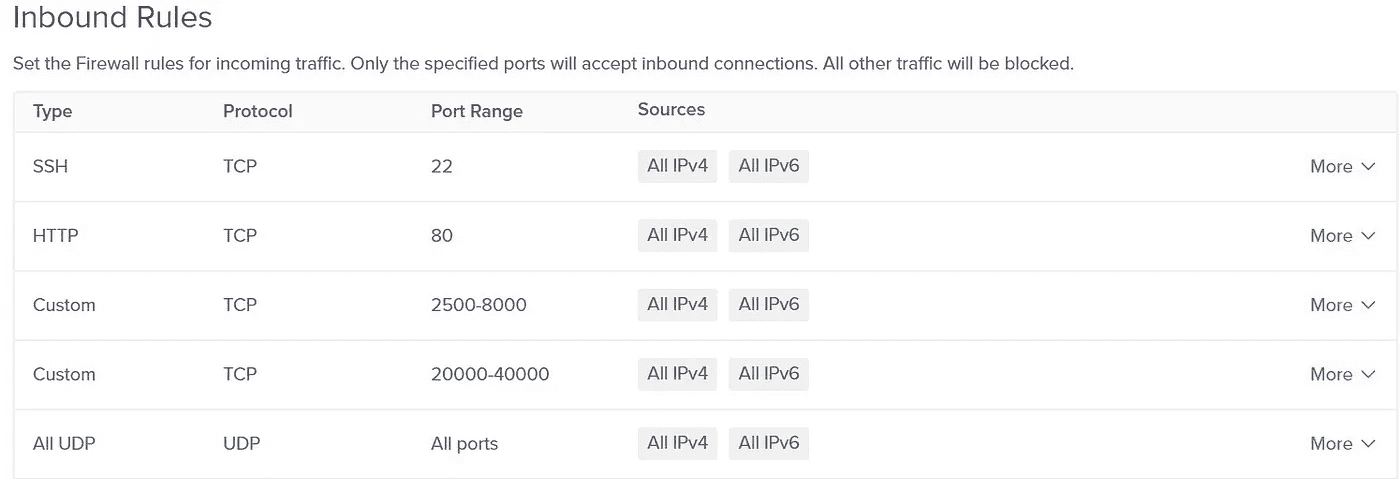 Inbound Rules
Set the Firewall rules for incoming traffic. Only the specified ports will accept inbound connections. All other traffic will be blocked.
Type Protocol Port Range Sources
SSH TCP 22 All IPv4 All IPv6 More
HTTP TCP 80 All IPv4 All IPv6 More
Custom TCP 2500-8000 All IPv4 All IPv6 More
Custom TCP 20000-40000 All IPv4 All IPv6 More
All UDP UDP All ports All IPv4 All IPv6 More